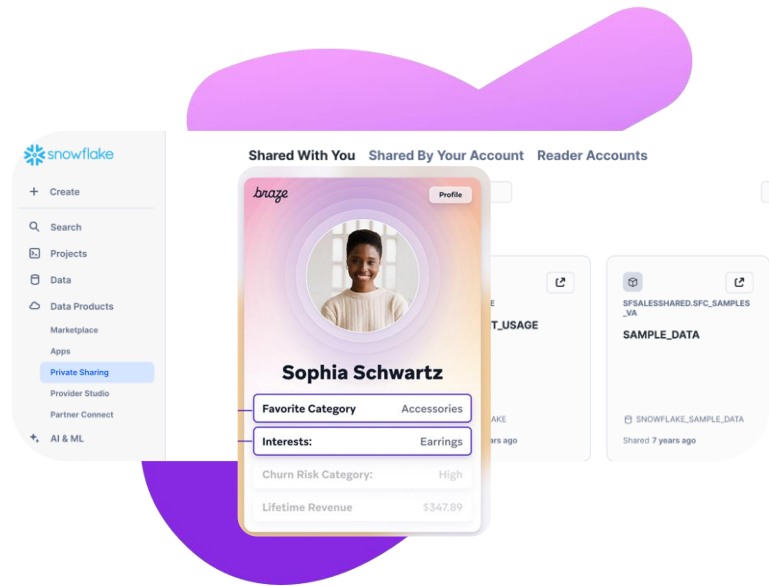 snowflake
Create
Search
Projects
Data
Data Products
Marketplace
Apps
Private Sharing
Provider Studio
Partner Connect
AI & ML
Shared With You Shared By Your Account Reader Accounts
braze
Profile
Sophia Schwartz
Favorite Category Accessories
Interests: Earrings
Churn Risk Category: High
Lifetime Revenue $347.89
T_USAGE
ago
SFSALESSHARED.SFC_SAMPLES
_VA
SAMPLE_DATA
SNOWFLAKE_SAMPLE_DATA
Shared 7 years ago